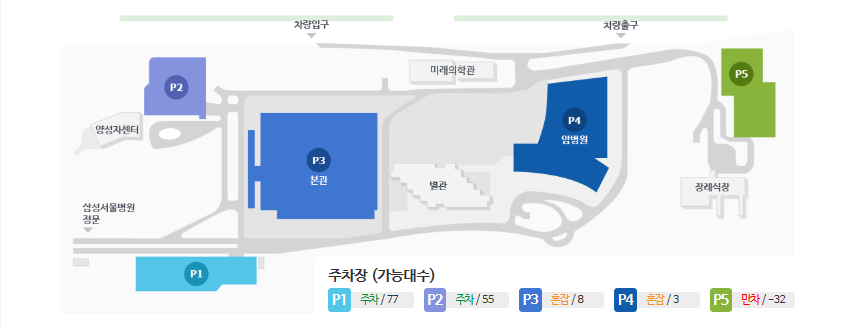 차량입구
차량출구
미래의학관
P5
P2
P4
암병원
양성자센터
P3
본관
별관
장례식장
삼성서울병원
정문
P1
주차장 (가능대수)
P1 주차 / 77
P2 주차 / 55
P3 혼잡 / 8
P4 혼잡 / 3
P5 만차 / -32